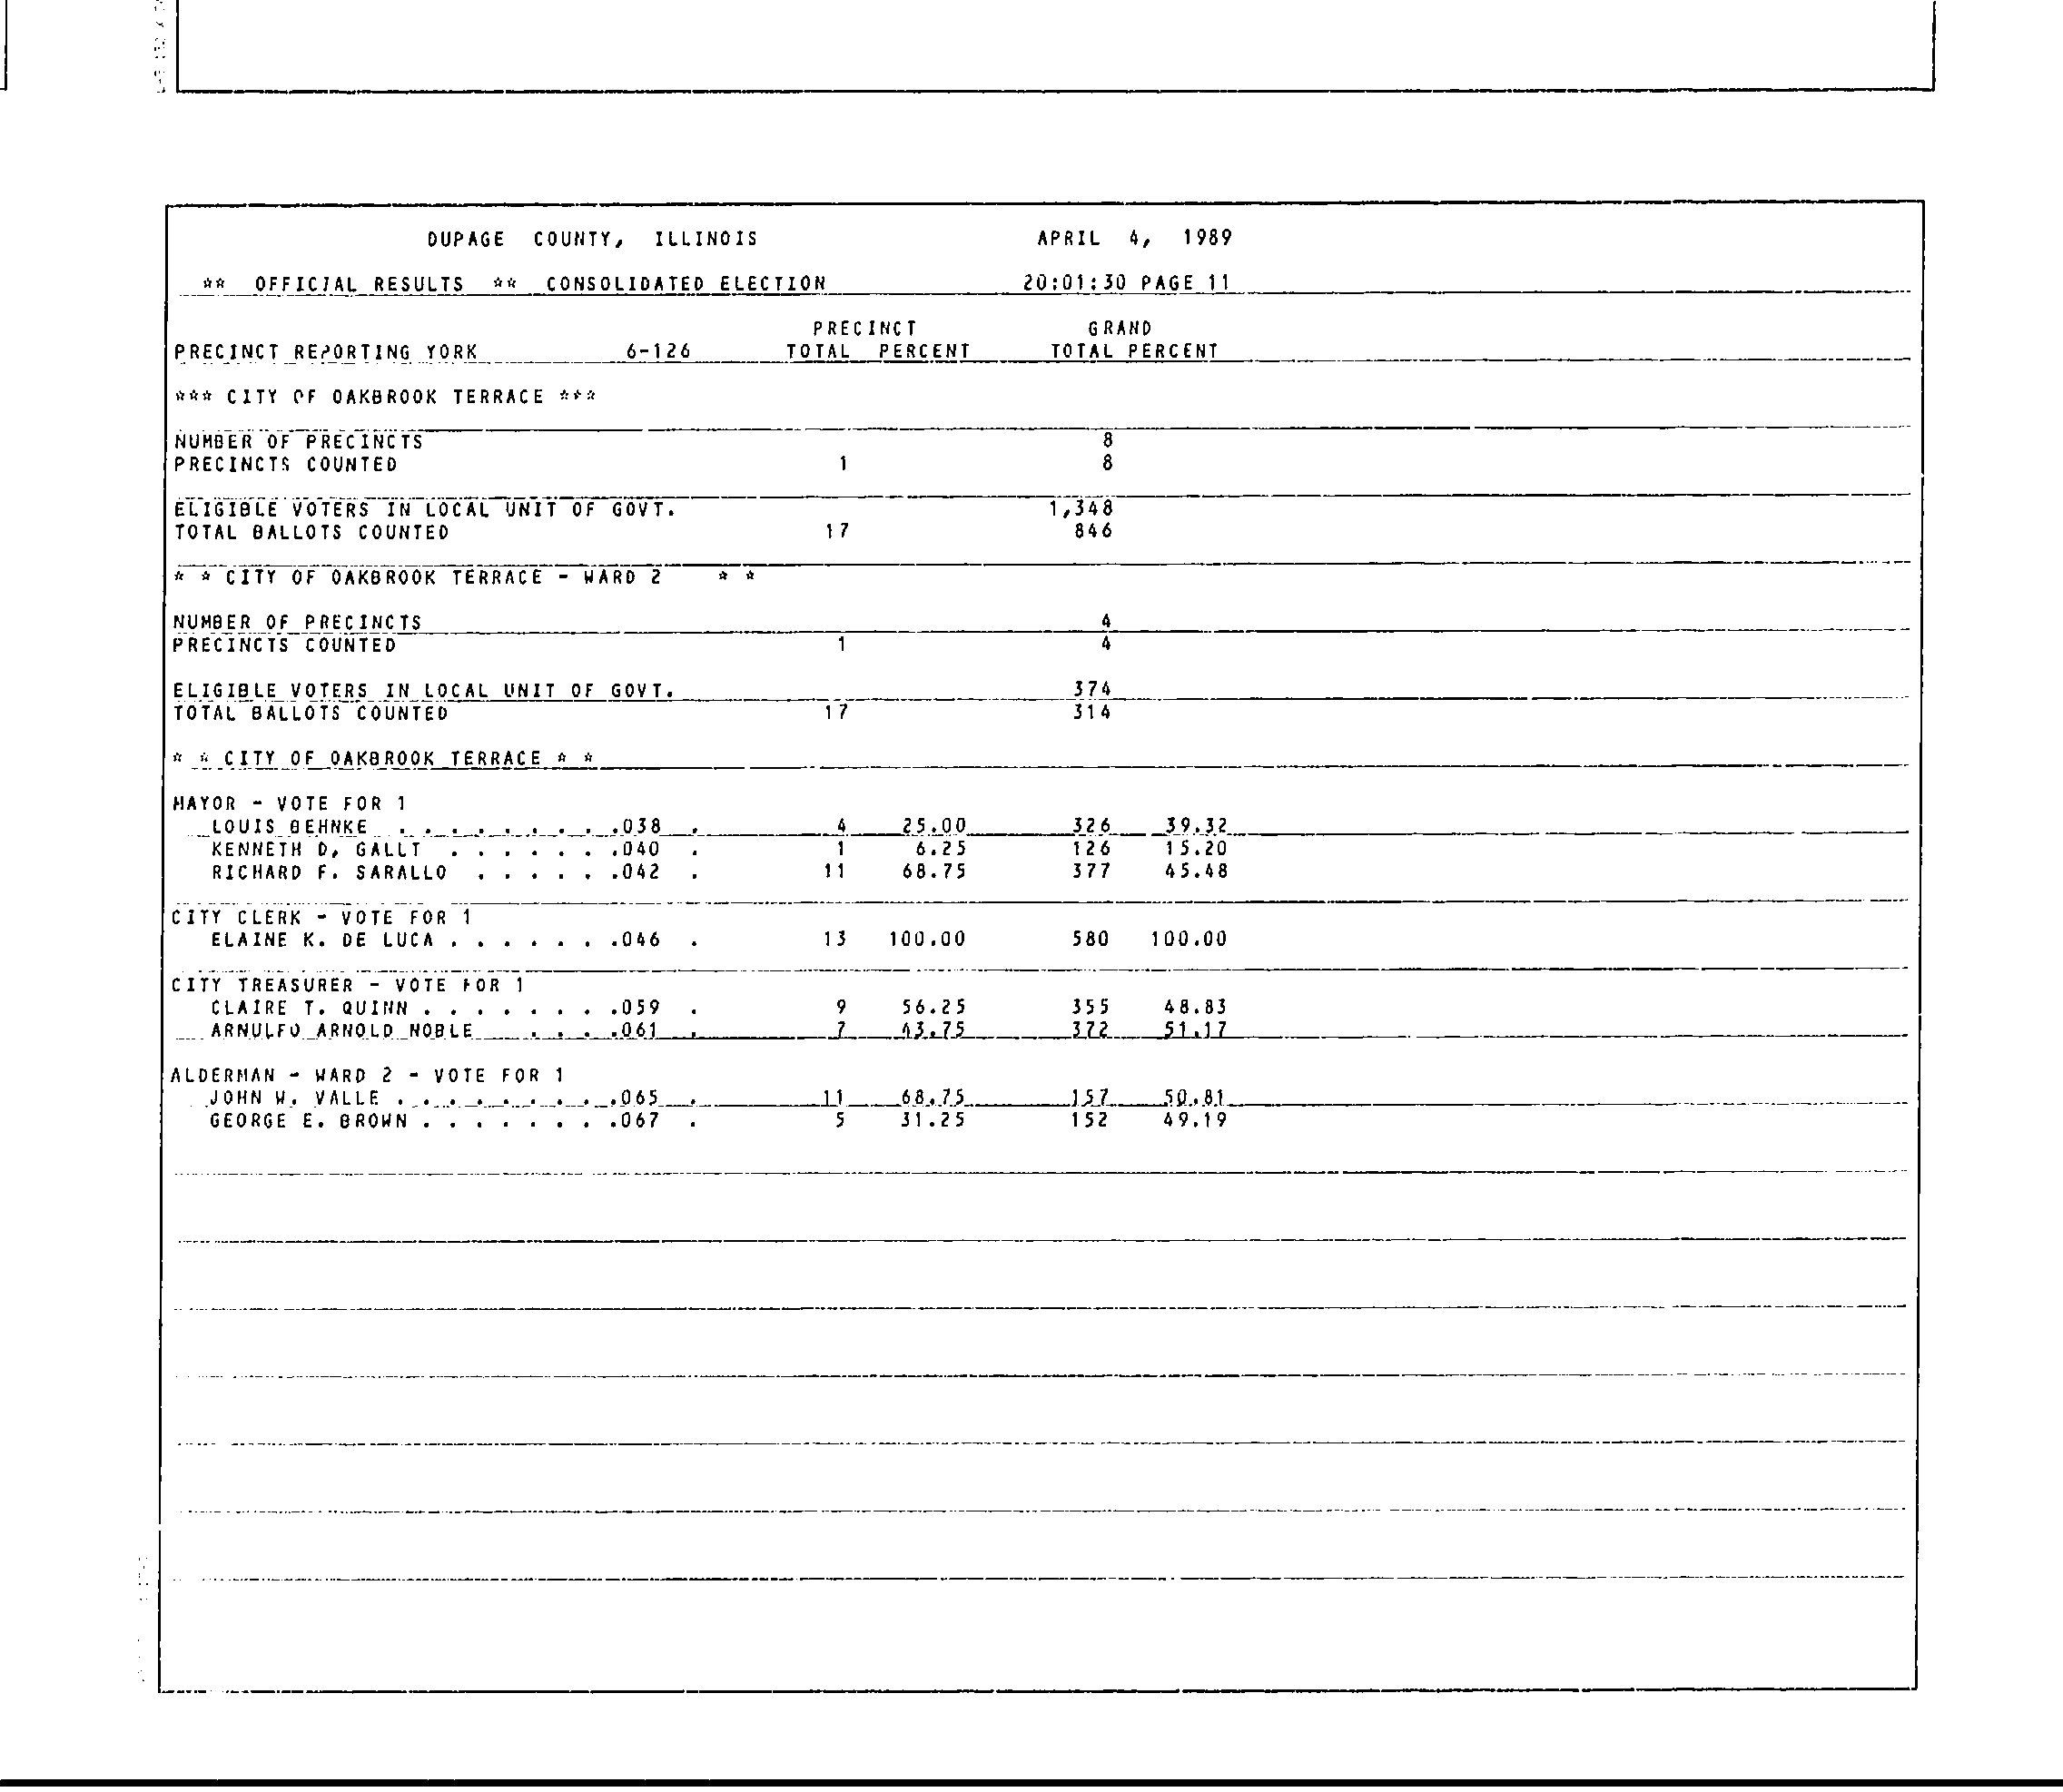 DUPAGE COUNTY, ILLINOIS APRIL 4, 1989
** OFFICIAL RESULTS ** CONSOLIDATED ELECTION 20:01:30 PAGE 11
PRECINCT GRAND
PRECINCT REPORTING YORK 6-126 TOTAL PERCENT TOTAL PERCENT
*** CITY OF OAKBROOK TERRACE ***
NUMBER OF PRECINCTS 8
PRECINCTS COUNTED 1 8
ELIGIBLE VOTERS IN LOCAL UNIT OF GOVT. 1,348
TOTAL BALLOTS COUNTED 17 846
* * CITY OF OAKBROOK TERRACE - WARD 2 * *
NUMBER OF PRECINCTS 4
PRECINCTS COUNTED 1 4
ELIGIBLE VOTERS IN LOCAL UNIT OF GOVT. 374
TOTAL BALLOTS COUNTED 17 314
* * CITY OF OAKBROOK TERRACE * *
MAYOR - VOTE FOR 1
LOUIS BEHNKE . . . . . . . . .038 . 4 25.00 326 39.32
KENNETH D. GALLT . . . . . . .040 . 1 6.25 126 15.20
RICHARD F. SARALLO . . . . . .042 . 11 68.75 377 45.48
CITY CLERK - VOTE FOR 1
ELAINE K. DE LUCA . . . . . . .046 . 13 100.00 580 100.00
CITY TREASURER - VOTE FOR 1
CLAIRE T. QUINN . . . . . . . .059 . 9 56.25 355 48.83
ARNULFO ARNOLD NOBLE . . . .061 . 7 43.75 372 51.17
ALDERMAN - WARD 2 - VOTE FOR 1
JOHN W. VALLE . . . . . . . . .065 . 11 68.75 157 50.81
GEORGE E. BROWN . . . . . . . .067 . 5 31.25 152 49.19